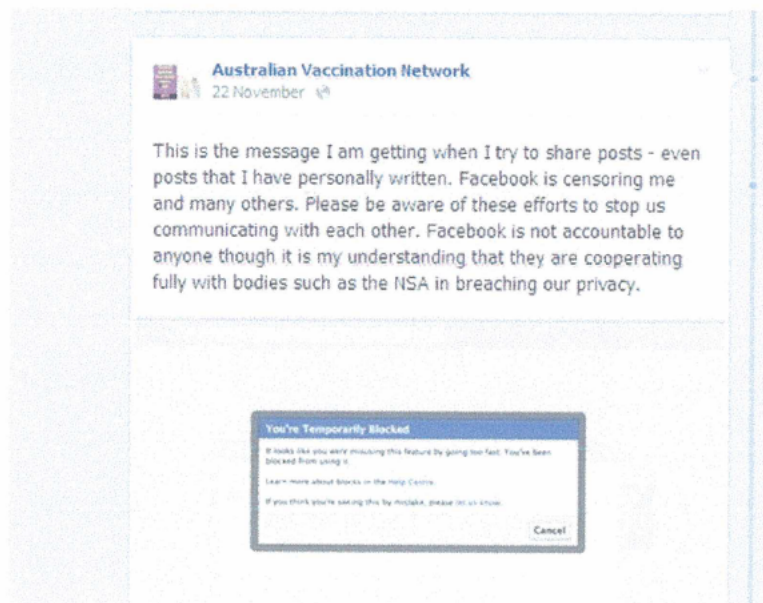 Australian Vaccination Network
22 November
This is the message I am getting when I try to share posts - even
posts that I have personally written. Facebook is censoring me
and many others. Please be aware of these efforts to stop us
communicating with each other. Facebook is not accountable to
anyone though it is my understanding that they are cooperating
fully with bodies such as the NSA in breaching our privacy.
You're Temporarily Blocked
It looks like you were misusing this feature by going too fast. You've been
blocked from using it.
Learn more about blocks in the Help Centre.
If you think you're seeing this by mistake, please let us know.
Cancel